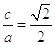 c/a = √2/2